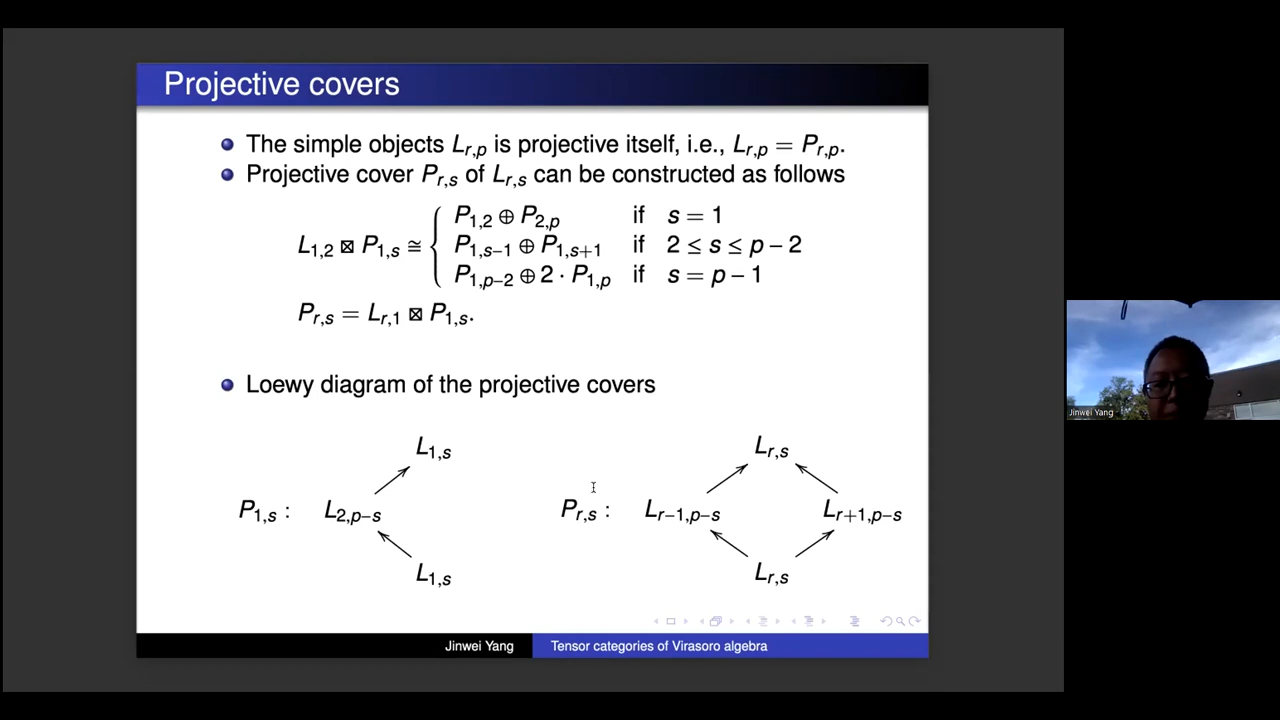 Projective covers
The simple objects L_{r,p} is projective itself, i.e., L_{r,p} = P_{r,p}.
Projective cover P_{r,s} of L_{r,s} can be constructed as follows
L_{1,2} ⊠ P_{1,s} ≅ { P_{1,2} ⊕ P_{2,p} if s = 1
P_{1,s−1} ⊕ P_{1,s+1} if 2 ≤ s ≤ p − 2
P_{1,p−2} ⊕ 2 · P_{1,p} if s = p − 1
P_{r,s} = L_{r,1} ⊠ P_{1,s}.
Loewy diagram of the projective covers
L_{1,s}
P_{1,s} : L_{2,p−s}
L_{1,s}
L_{r,s}
P_{r,s} : L_{r−1,p−s} L_{r+1,p−s}
L_{r,s}
Jinwei Yang
Tensor categories of Virasoro algebra
Jinwei Yang